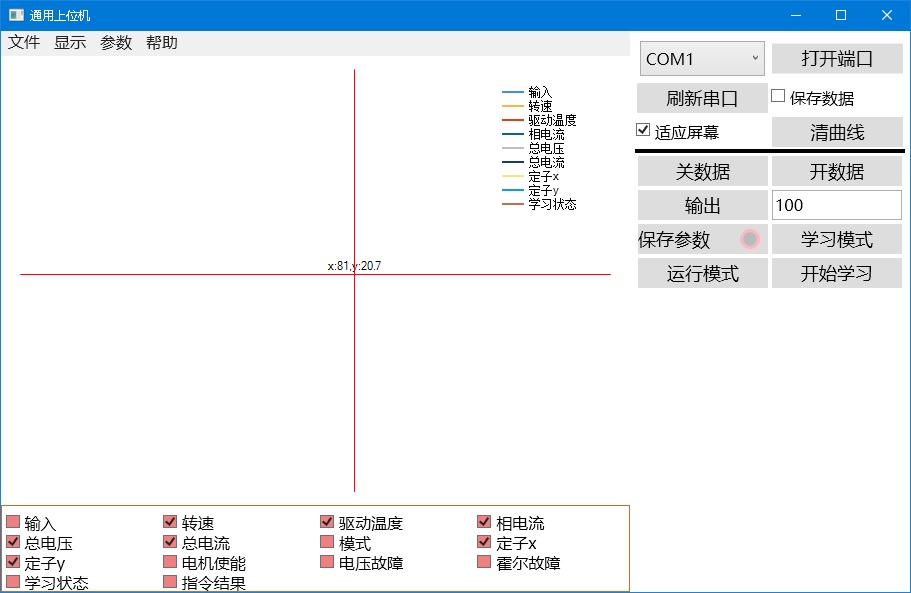 通用上位机
文件 显示 参数 帮助
COM1 打开端口
刷新串口 保存数据
适应屏幕 清曲线
关数据 开数据
输出 100
保存参数 学习模式
运行模式 开始学习
输入
转速
驱动温度
相电流
总电压
总电流
定子x
定子y
学习状态
x:81,y:20.7
输入 转速 驱动温度 相电流
总电压 总电流 模式 定子x
定子y 电机使能 电压故障 霍尔故障
学习状态 指令结果